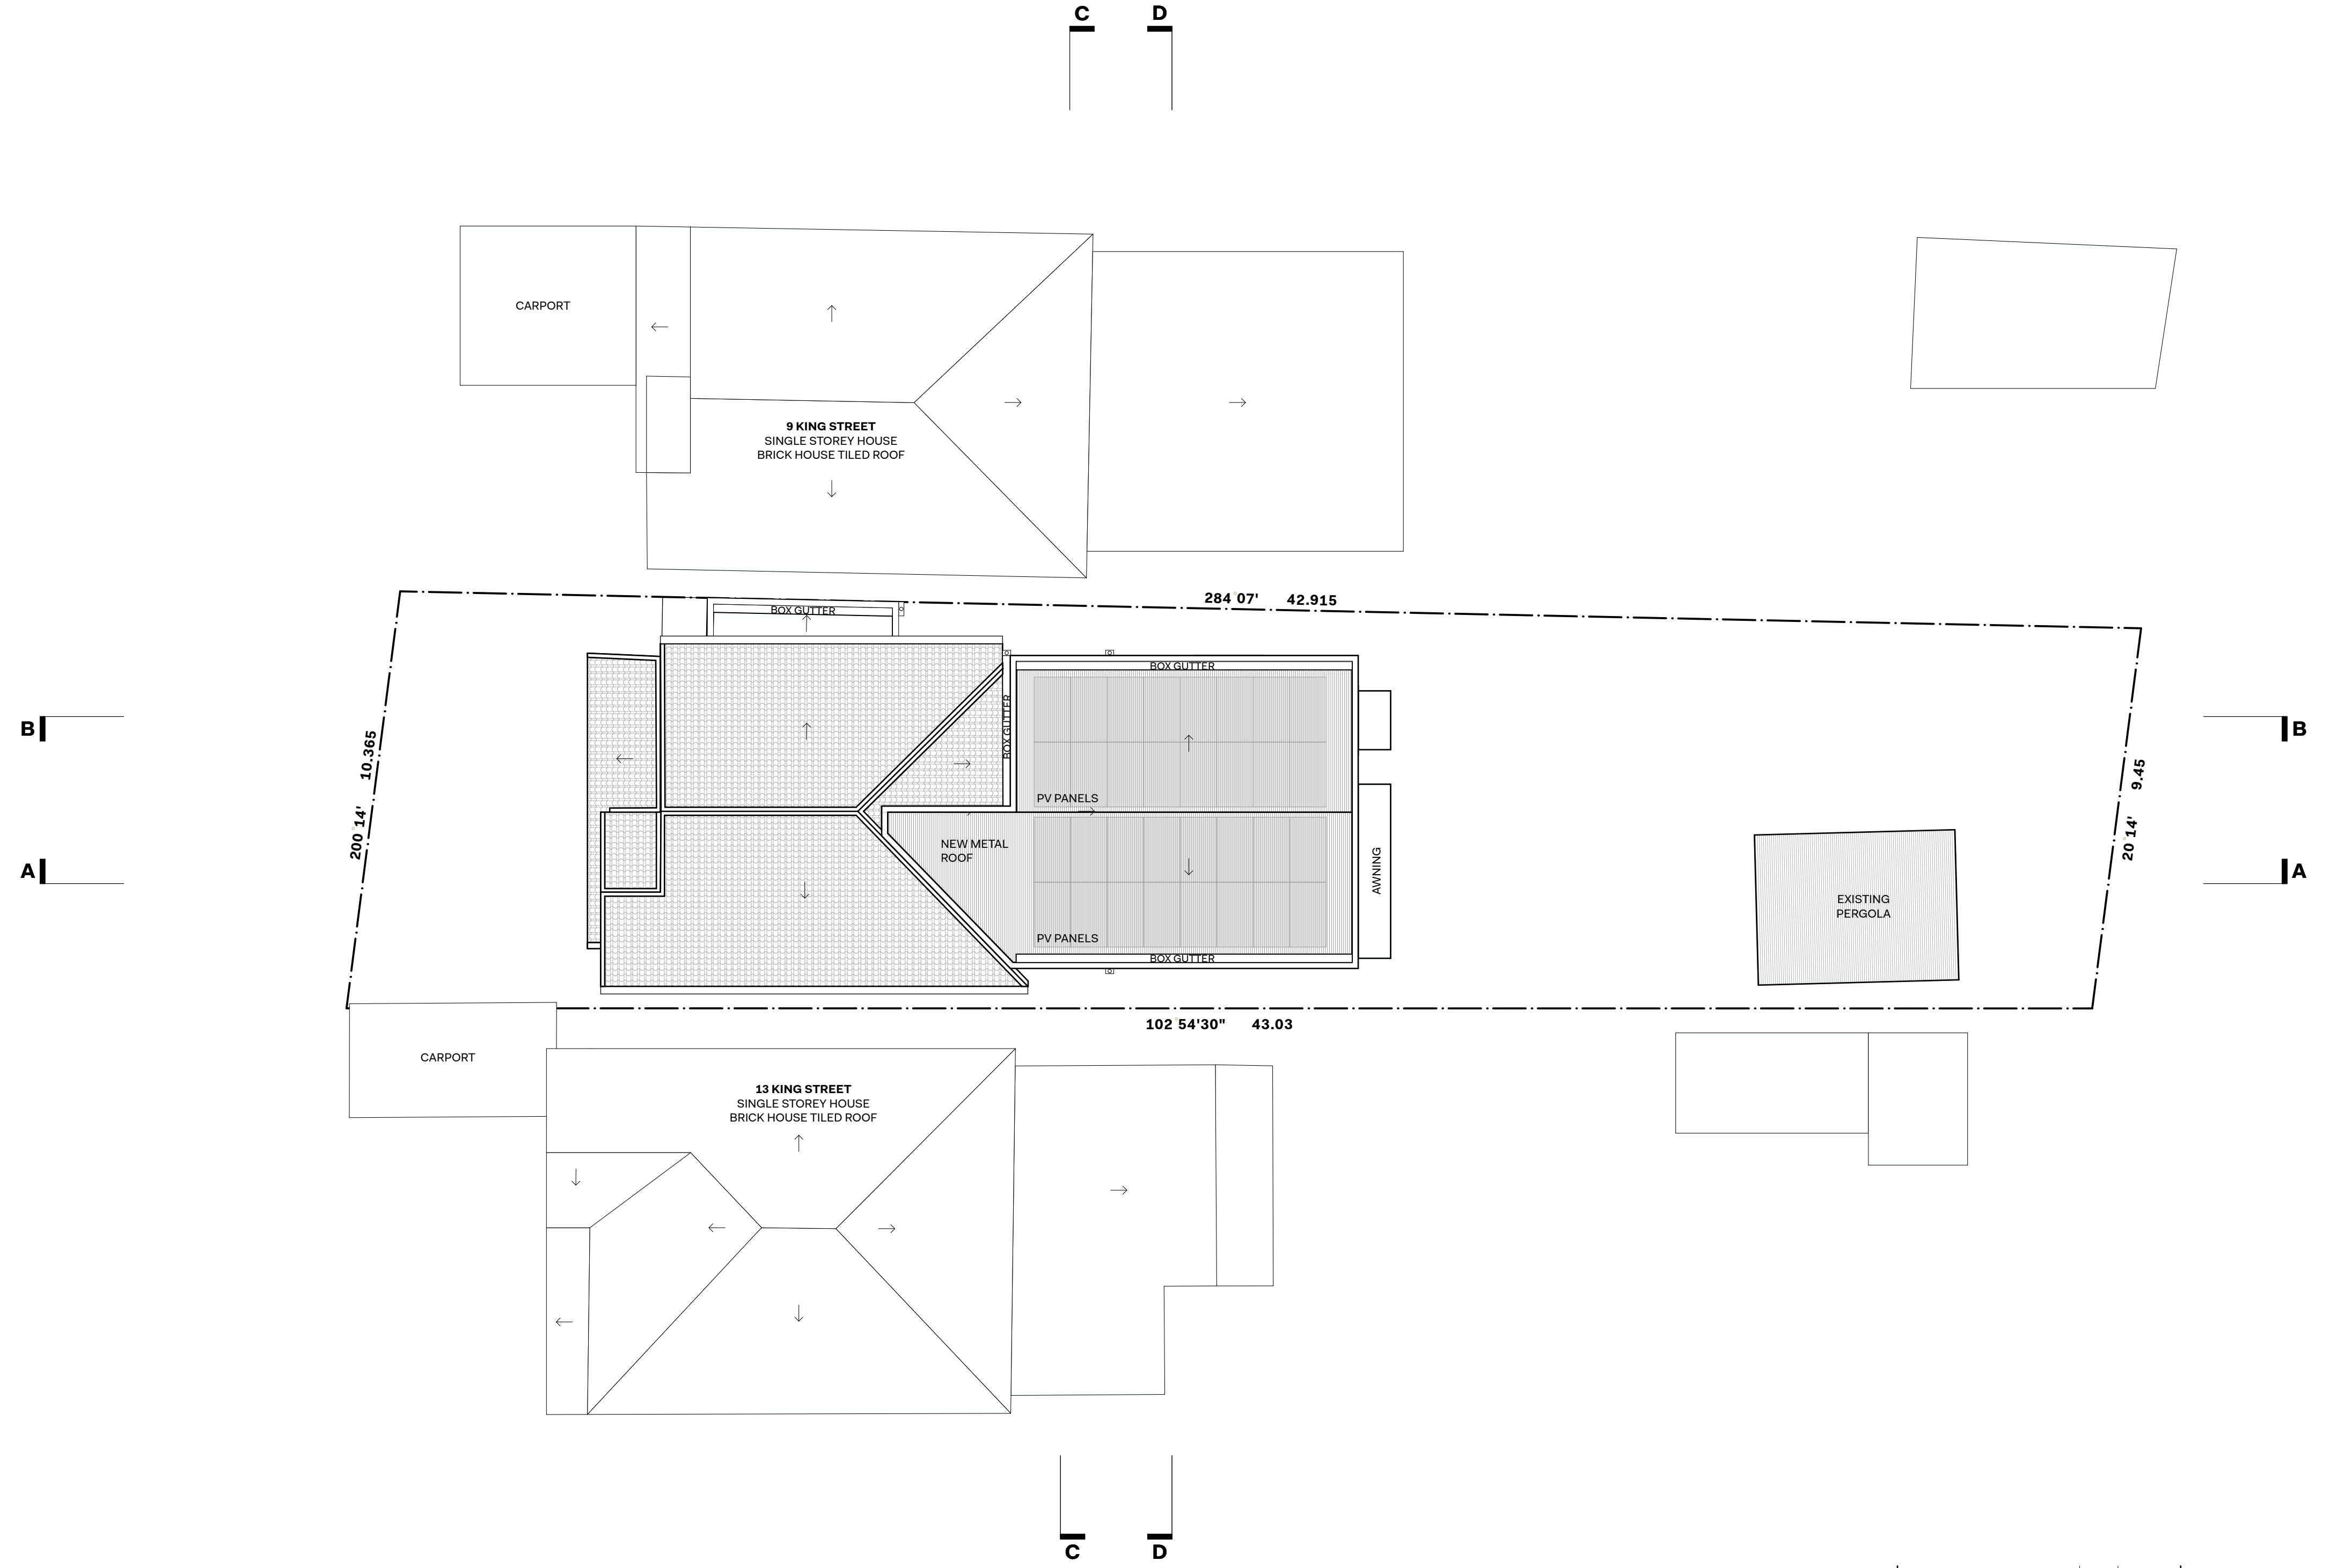 C D
CARPORT
9 KING STREET
SINGLE STOREY HOUSE
BRICK HOUSE TILED ROOF
284°07' 42.915
BOX GUTTER
BOX GUTTER
BOX GUTTER
B
B
10.365
200°14'
9.45
20°14'
PV PANELS
NEW METAL
ROOF
A
A
AWNING
EXISTING
PERGOLA
PV PANELS
BOX GUTTER
102°54'30" 43.03
CARPORT
13 KING STREET
SINGLE STOREY HOUSE
BRICK HOUSE TILED ROOF
C D